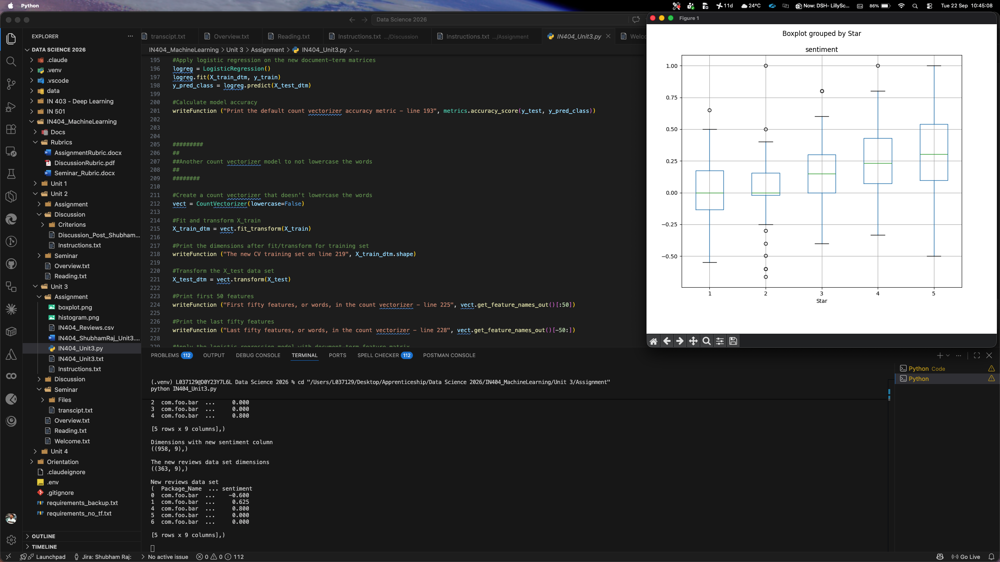 Python
11d
24°C
Now: DSH- LillySc...
86%
Tue 22 Sep 10:45:08
Data Science 2026
EXPLORER
DATA SCIENCE 2026
.claude
.venv
.vscode
data
IN 403 - Deep Learning
IN 501
IN404_MachineLearning
Docs
Rubrics
AssignmentRubric.docx
DiscussionRubric.pdf
Seminar_Rubric.docx
Unit 1
Unit 2
Assignment
Discussion
Criterions
Discussion_Post_Shubham...
Instructions.txt
Seminar
Overview.txt
Reading.txt
Unit 3
Assignment
boxplot.png
histogram.png
IN404_Reviews.csv
IN404_ShubhamRaj_Unit3....
IN404_Unit3.py
IN404_Unit3.txt
Instructions.txt
Discussion
Seminar
Files
transcipt.txt
Overview.txt
Reading.txt
Welcome.txt
Unit 4
Orientation
.claudeignore
.env
.gitignore
requirements_backup.txt
requirements_no_tf.txt
OUTLINE
TIMELINE
transcipt.txt
Overview.txt
Reading.txt
Instructions.txt .../Discussion
Instructions.txt .../Assignment
IN404_Unit3.py
Welc
IN404_MachineLearning > Unit 3 > Assignment > IN404_Unit3.py > ...
195 #Apply logistic regression on the new document-term matrices
196 logreg = LogisticRegression()
197 logreg.fit(X_train_dtm, y_train)
198 y_pred_class = logreg.predict(X_test_dtm)
199
200 #Calculate model accuracy
201 writeFunction ("Print the default count vectorizer accuracy metric - line 193", metrics.accuracy_score(y_test, y_pred_class))
202
203
204
205 #########
206 ##
207 ##Another count vectorizer model to not lowercase the words
208 ##
209 ########
210
211 #Create a count vectorizer that doesn't lowercase the words
212 vect = CountVectorizer(lowercase=False)
213
214 #Fit and transform X_train
215 X_train_dtm = vect.fit_transform(X_train)
216
217 #Print the dimensions after fit/transform for training set
218 writeFunction ("The new CV training set on line 219", X_train_dtm.shape)
219
220 #Transform the X_test data set
221 X_test_dtm = vect.transform(X_test)
222
223 #Print first 50 features
224 writeFunction ("First fifty features, or words, in the count vectorizer - line 225", vect.get_feature_names_out()[:50])
225
226 #Print the last fifty features
227 writeFunction ("Last fifty features, or words, in the count vectorizer - line 228", vect.get_feature_names_out()[-50:])
228
229 #Apply the logistic regression model with document-term feature matrix
Figure 1
Boxplot grouped by Star
sentiment
1.00
0.75
0.50
0.25
0.00
−0.25
−0.50
1 2 3 4 5
Star
PROBLEMS 112 OUTPUT DEBUG CONSOLE TERMINAL PORTS SPELL CHECKER 112 POSTMAN CONSOLE
Python Code
Python
(.venv) L037129@D0Y23Y7L6L Data Science 2026 % cd "/Users/L037129/Desktop/Apprenticeship/Data Science 2026/IN404_MachineLearning/Unit 3/Assignment"
python IN404_Unit3.py
2 com.foo.bar ... 0.000
3 com.foo.bar ... 0.000
4 com.foo.bar ... 0.800
[5 rows x 9 columns],)
Dimensions with new sentiment column
((958, 9),)
The new reviews data set dimensions
((363, 9),)
New reviews data set
( Package_Name ... sentiment
0 com.foo.bar ... -0.600
1 com.foo.bar ... 0.625
4 com.foo.bar ... 0.800
5 com.foo.bar ... 0.000
6 com.foo.bar ... 0.000
[5 rows x 9 columns],)
Launchpad Jira: Shubham Raj: No active issue 0 0 112
Go Live